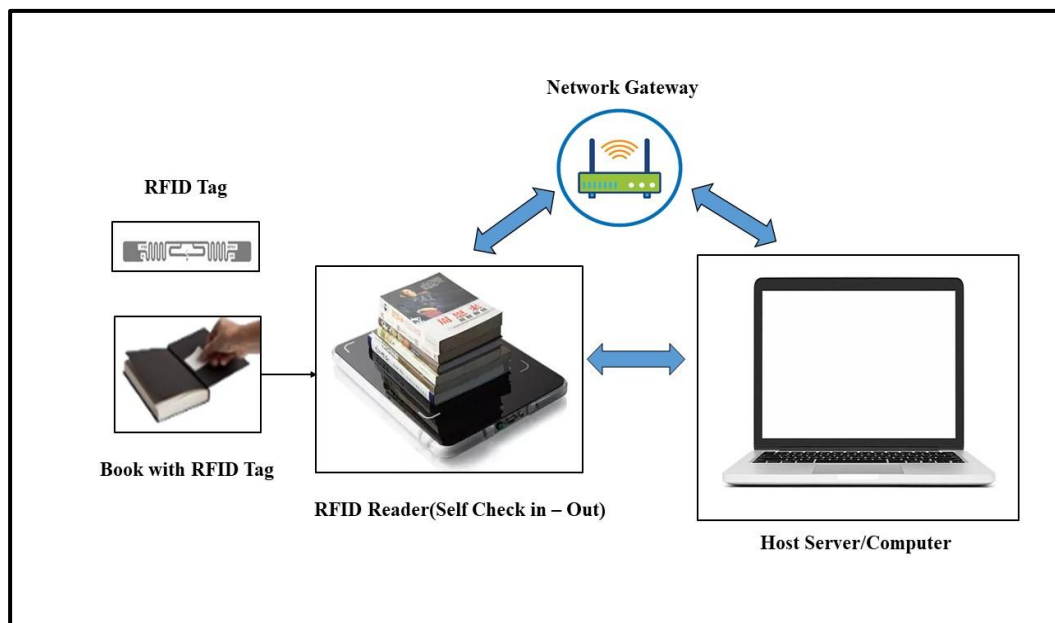 Network Gateway
RFID Tag
Book with RFID Tag
RFID Reader(Self Check in – Out)
Host Server/Computer